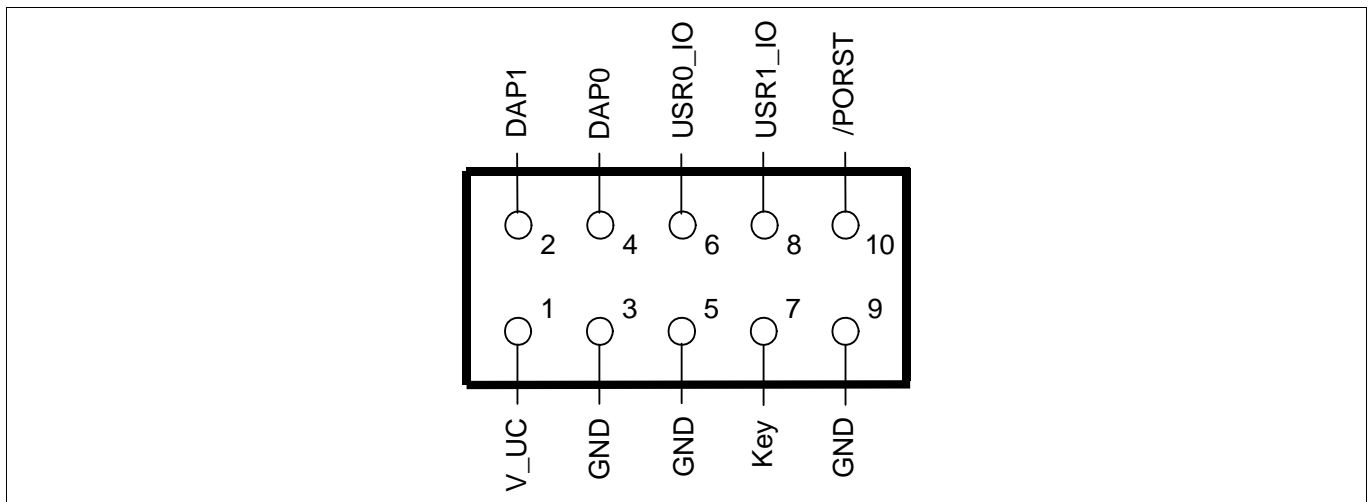 DAP1 DAP0 USR0_IO USR1_IO /PORST
2 4 6 8 10
1 3 5 7 9
V_UC GND GND Key GND